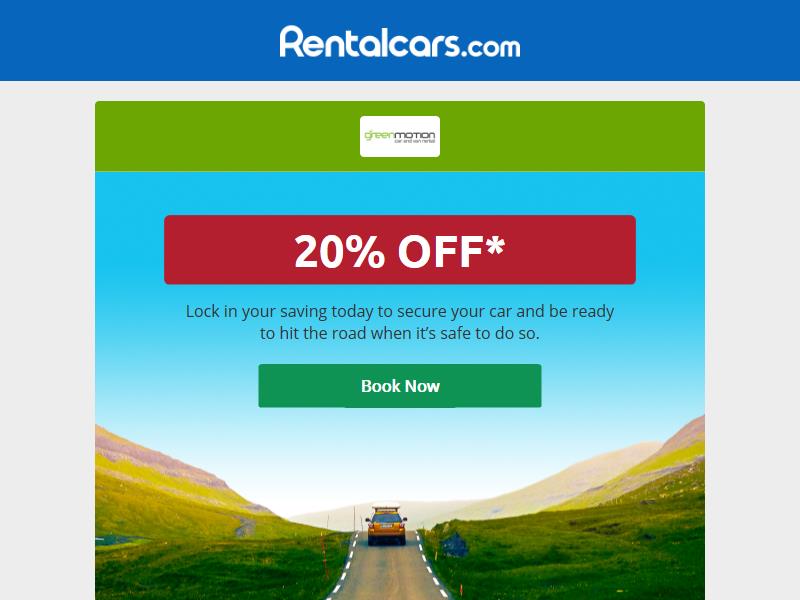 Rentalcars.com
greenmotion
car and van rental
20% OFF*
Lock in your saving today to secure your car and be ready
to hit the road when it’s safe to do so.
Book Now